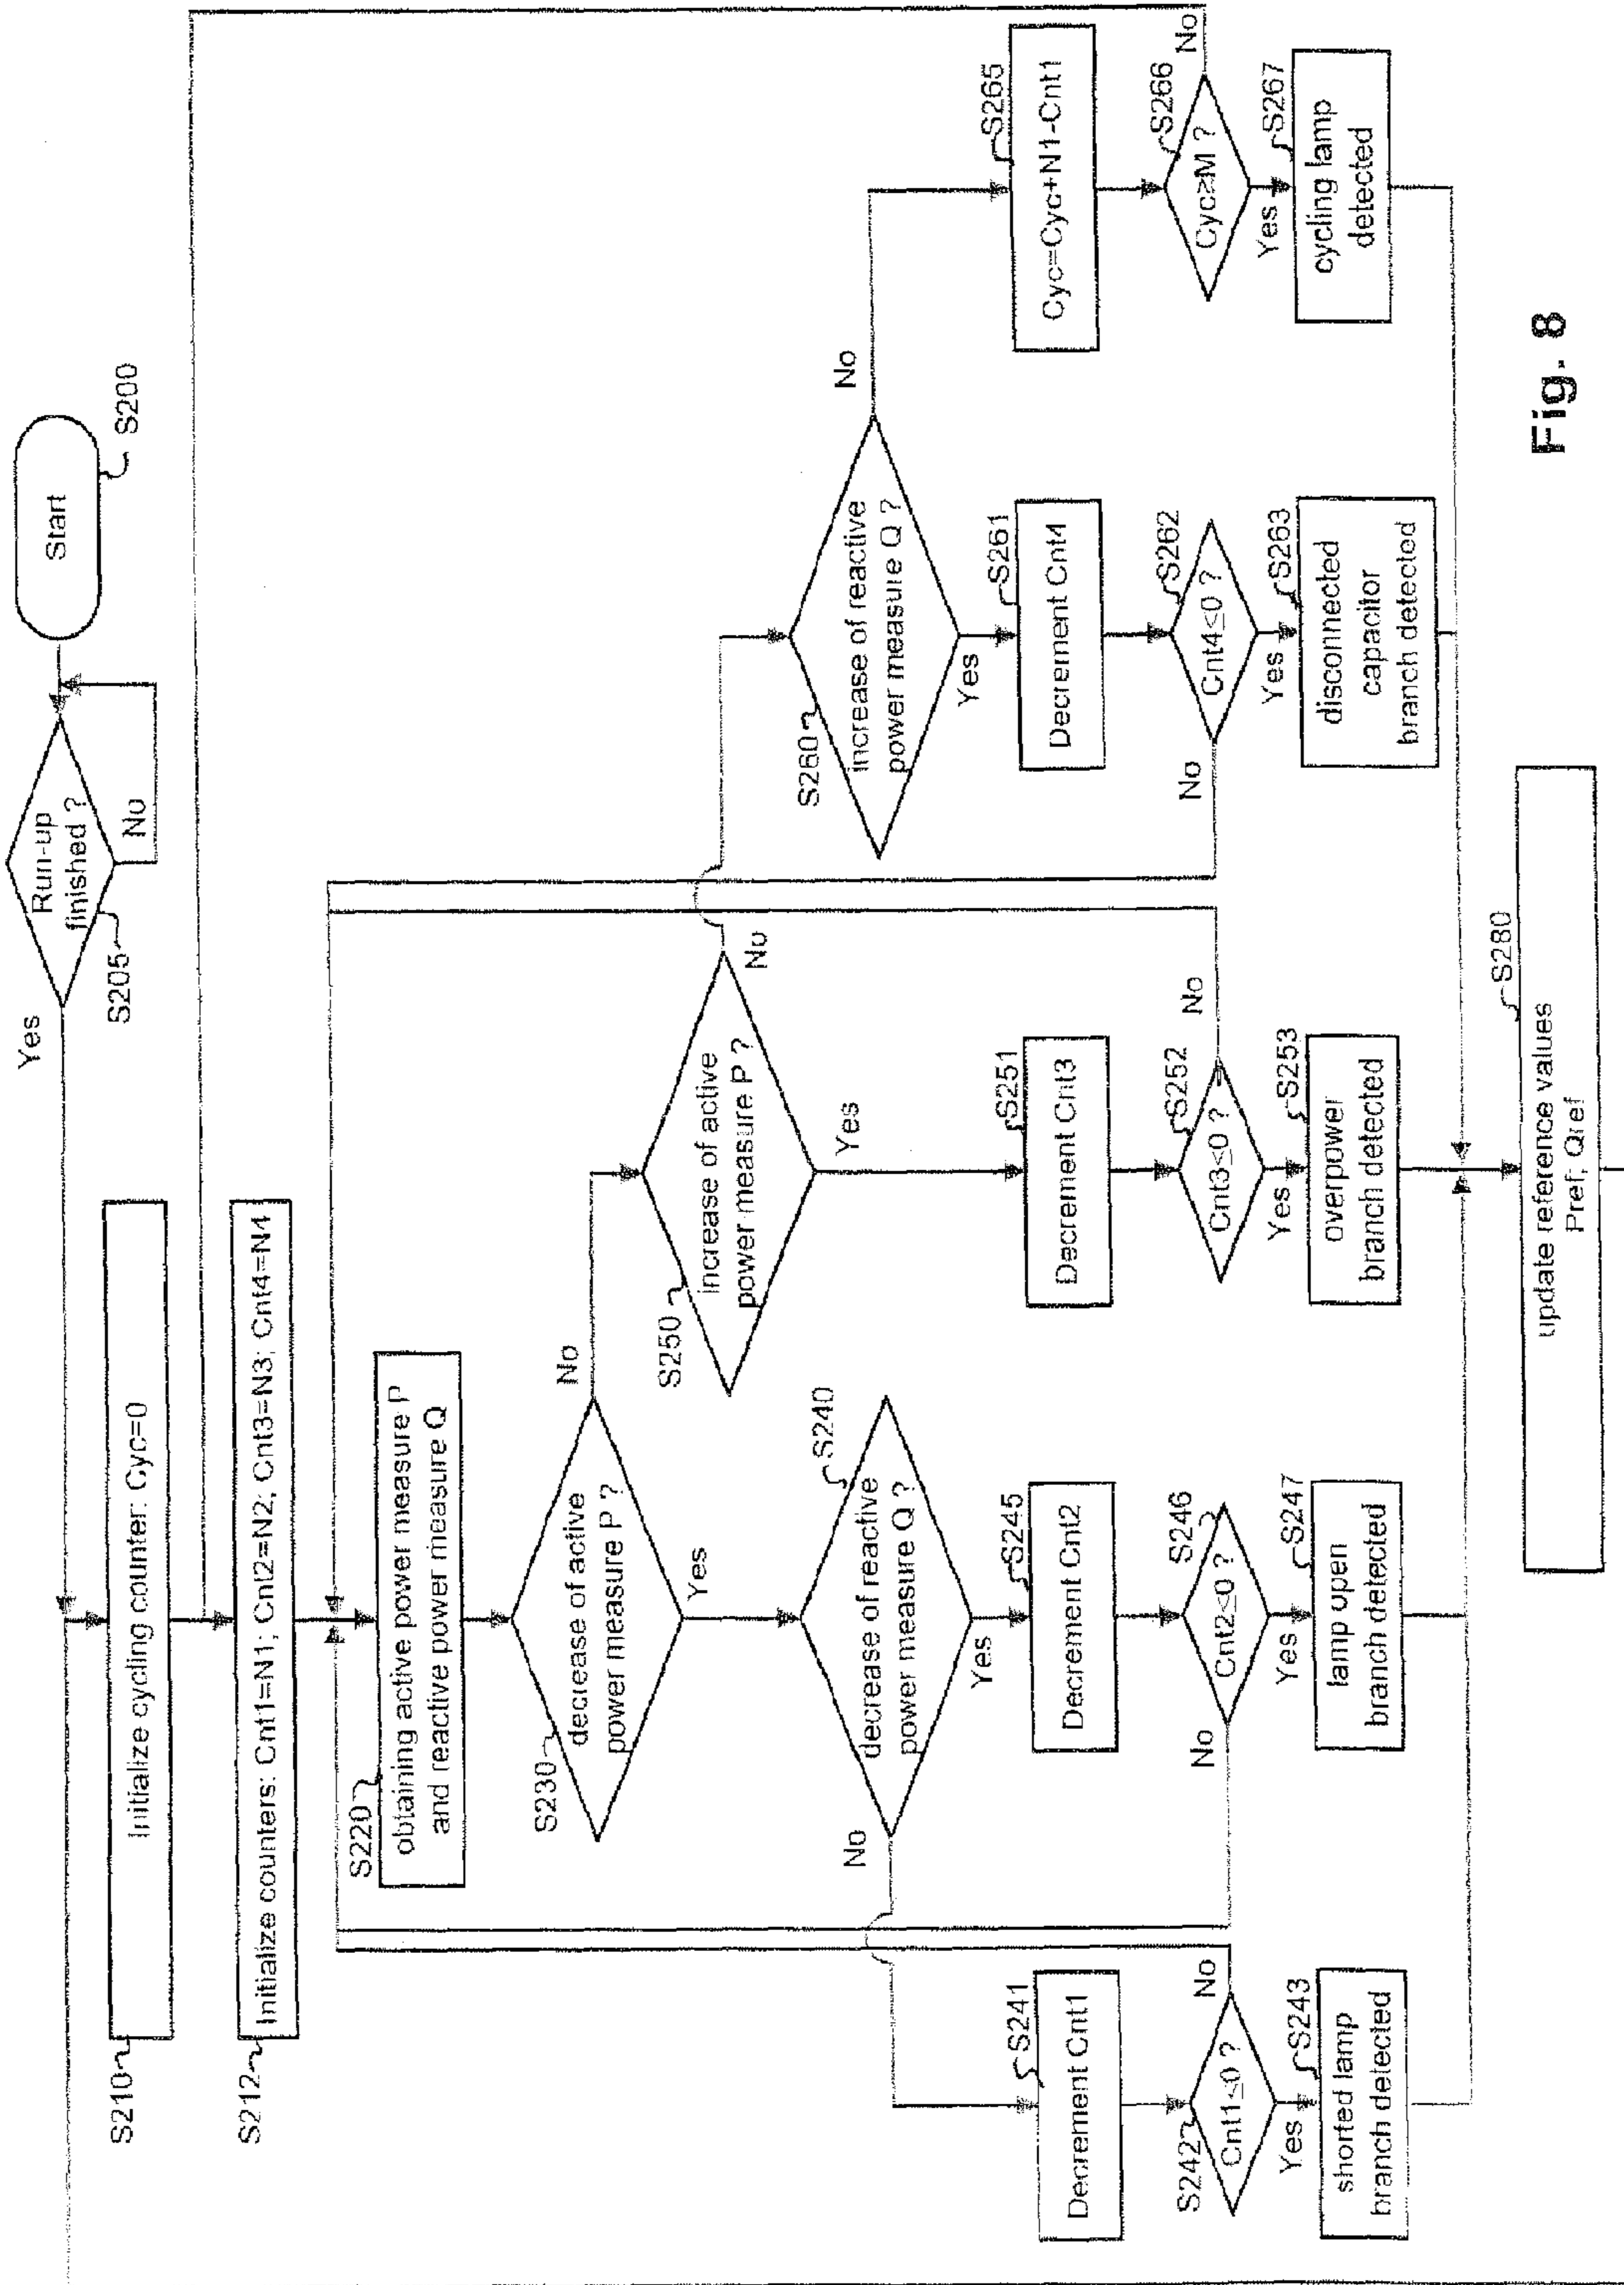 Start
S200
Run-up
finished ?
S205
Yes
No
S210
Initialize cycling counter: Cyc=0
S212
Initialize counters: Cnt1=N1; Cnt2=N2; Cnt3=N3; Cnt4=N4
S220
obtaining active power measure P
and reactive power measure Q
S230
decrease of active
power measure P ?
No
Yes
S240
decrease of reactive
power measure Q ?
No
Yes
S250
increase of active
power measure P ?
No
Yes
S260
increase of reactive
power measure Q ?
No
Yes
S241
Decrement Cnt1
S242
Cnt1≤0 ?
No
Yes
S243
shorted lamp
branch detected
S245
Decrement Cnt2
S246
Cnt2≤0 ?
No
Yes
S247
lamp open
branch detected
S251
Decrement Cnt3
S252
Cnt3≤0 ?
No
Yes
S253
overpower
branch detected
S261
Decrement Cnt4
S262
Cnt4≤0 ?
No
Yes
S263
disconnected
capacitor
branch detected
S265
Cyc=Cyc+N1-Cnt1
S266
Cyc≥M ?
No
Yes
S267
cycling lamp
detected
S280
update reference values
Pref, Qref
Fig. 8